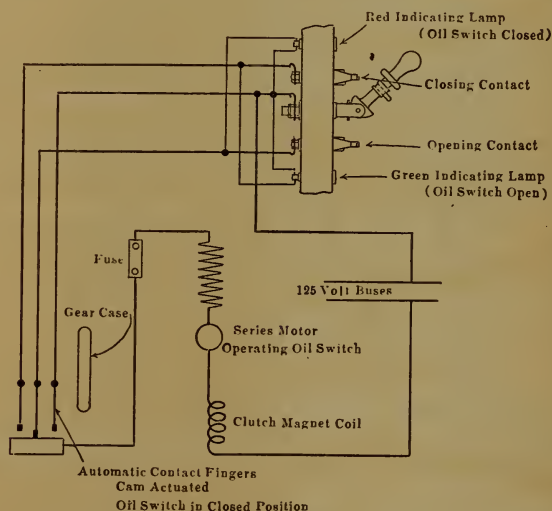 Red Indicating Lamp
(Oil Switch Closed)
Closing Contact
Opening Contact
Green Indicating Lamp
(Oil Switch Open)
Fuse
125 Volt Buses
Gear Case
Series Motor
Operating Oil Switch
Clutch Magnet Coil
Automatic Contact Fingers
Cam Actuated
Oil Switch in Closed Position